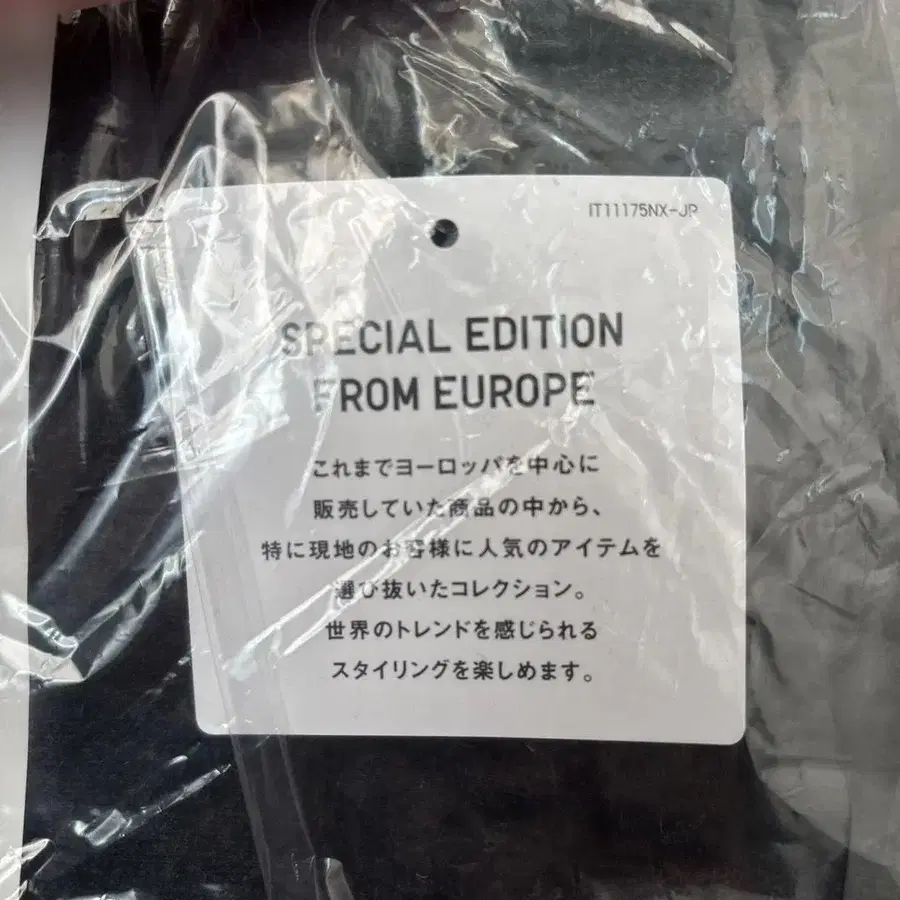 IT11175NX-JP
SPECIAL EDITION
FROM EUROPE
これまでヨーロッパを中心に
販売していた商品の中から、
特に現地のお客様に人気のアイテムを
選び抜いたコレクション。
世界のトレンドを感じられる
スタイリングを楽しめます。